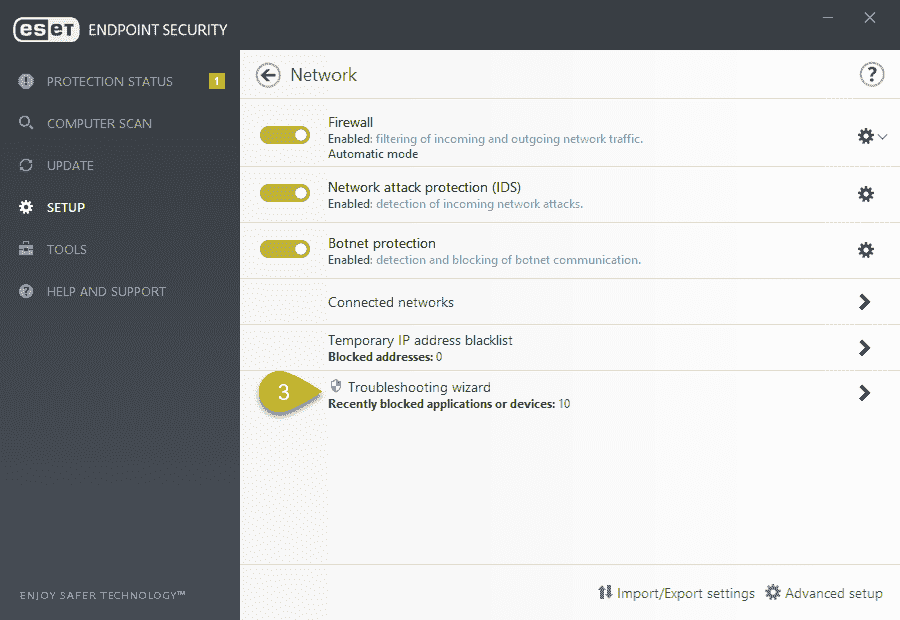 eset ENDPOINT SECURITY
PROTECTION STATUS 1
COMPUTER SCAN
UPDATE
SETUP
TOOLS
HELP AND SUPPORT
ENJOY SAFER TECHNOLOGY™
Network
?
Firewall
Enabled: filtering of incoming and outgoing network traffic.
Automatic mode
Network attack protection (IDS)
Enabled: detection of incoming network attacks.
Botnet protection
Enabled: detection and blocking of botnet communication.
Connected networks
Temporary IP address blacklist
Blocked addresses: 0
3
Troubleshooting wizard
Recently blocked applications or devices: 10
Import/Export settings Advanced setup